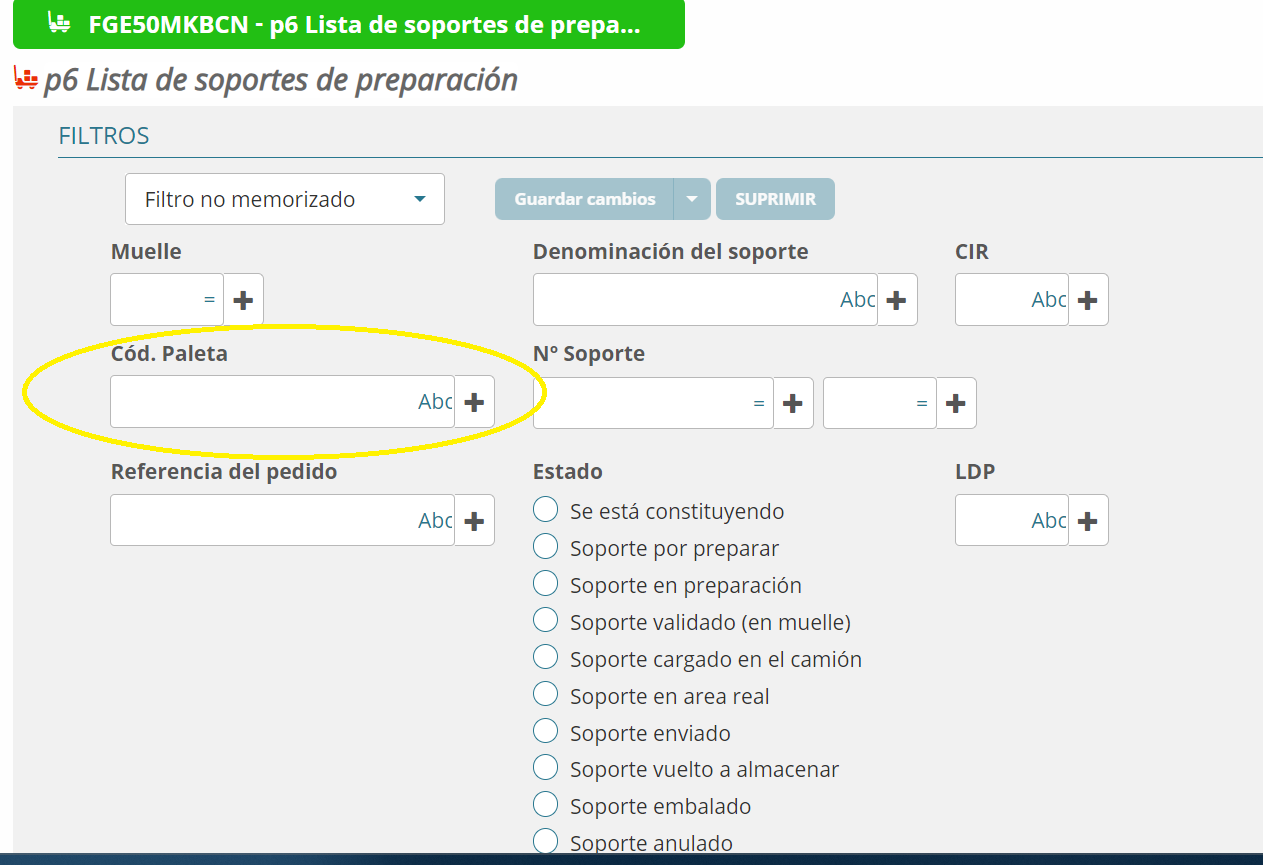 FGE50MKBCN - p6 Lista de soportes de prepa...
p6 Lista de soportes de preparación
FILTROS
Filtro no memorizado
Guardar cambios
SUPRIMIR
Muelle
Denominación del soporte
CIR
= +
Abc +
Abc +
Cód. Paleta
Nº Soporte
Abc +
= +
= +
Referencia del pedido
Estado
LDP
Abc +
Abc +
Se está constituyendo
Soporte por preparar
Soporte en preparación
Soporte validado (en muelle)
Soporte cargado en el camión
Soporte en area real
Soporte enviado
Soporte vuelto a almacenar
Soporte embalado
Soporte anulado